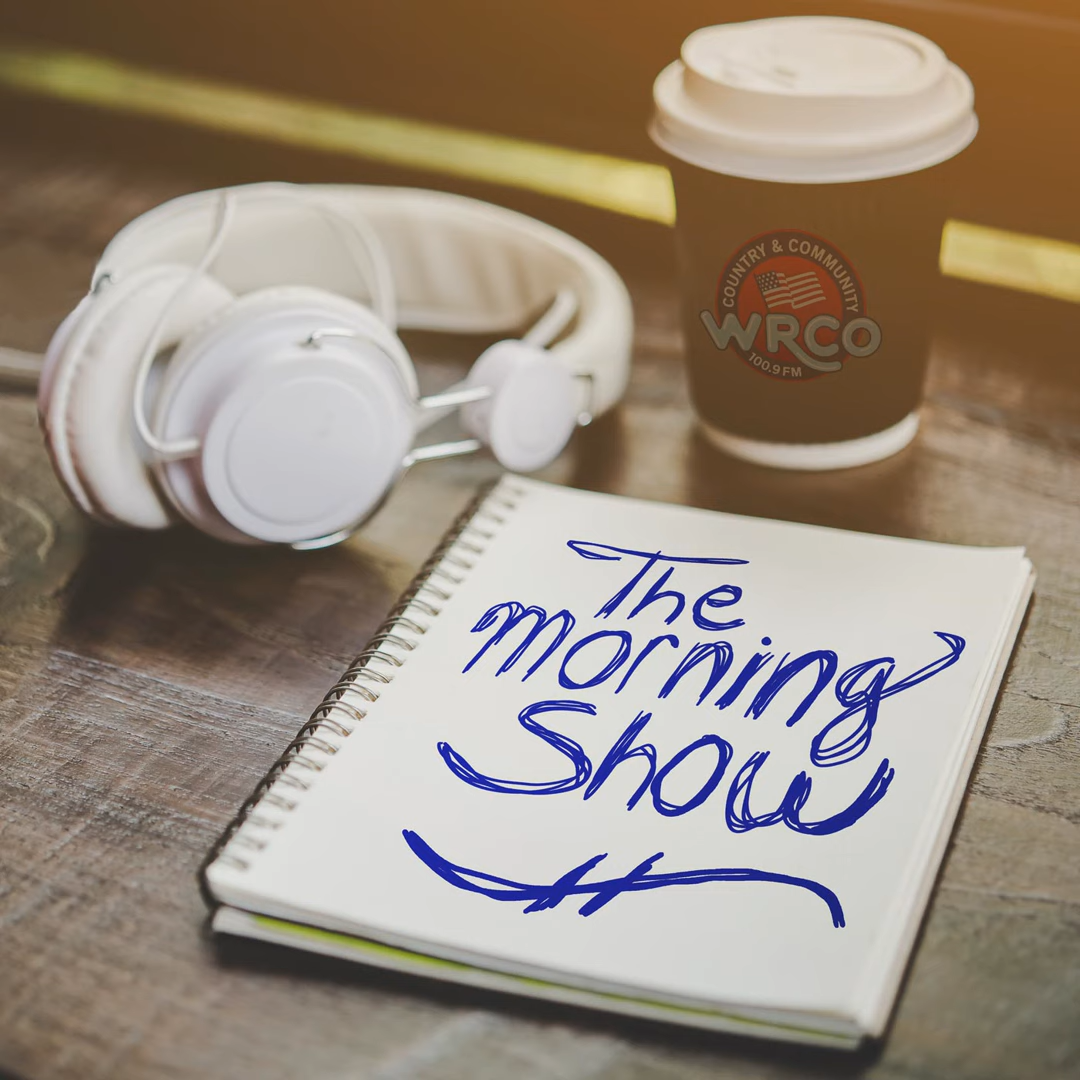 COUNTRY & COMMUNITY
WRCO
100.9 FM
The
morning
Show